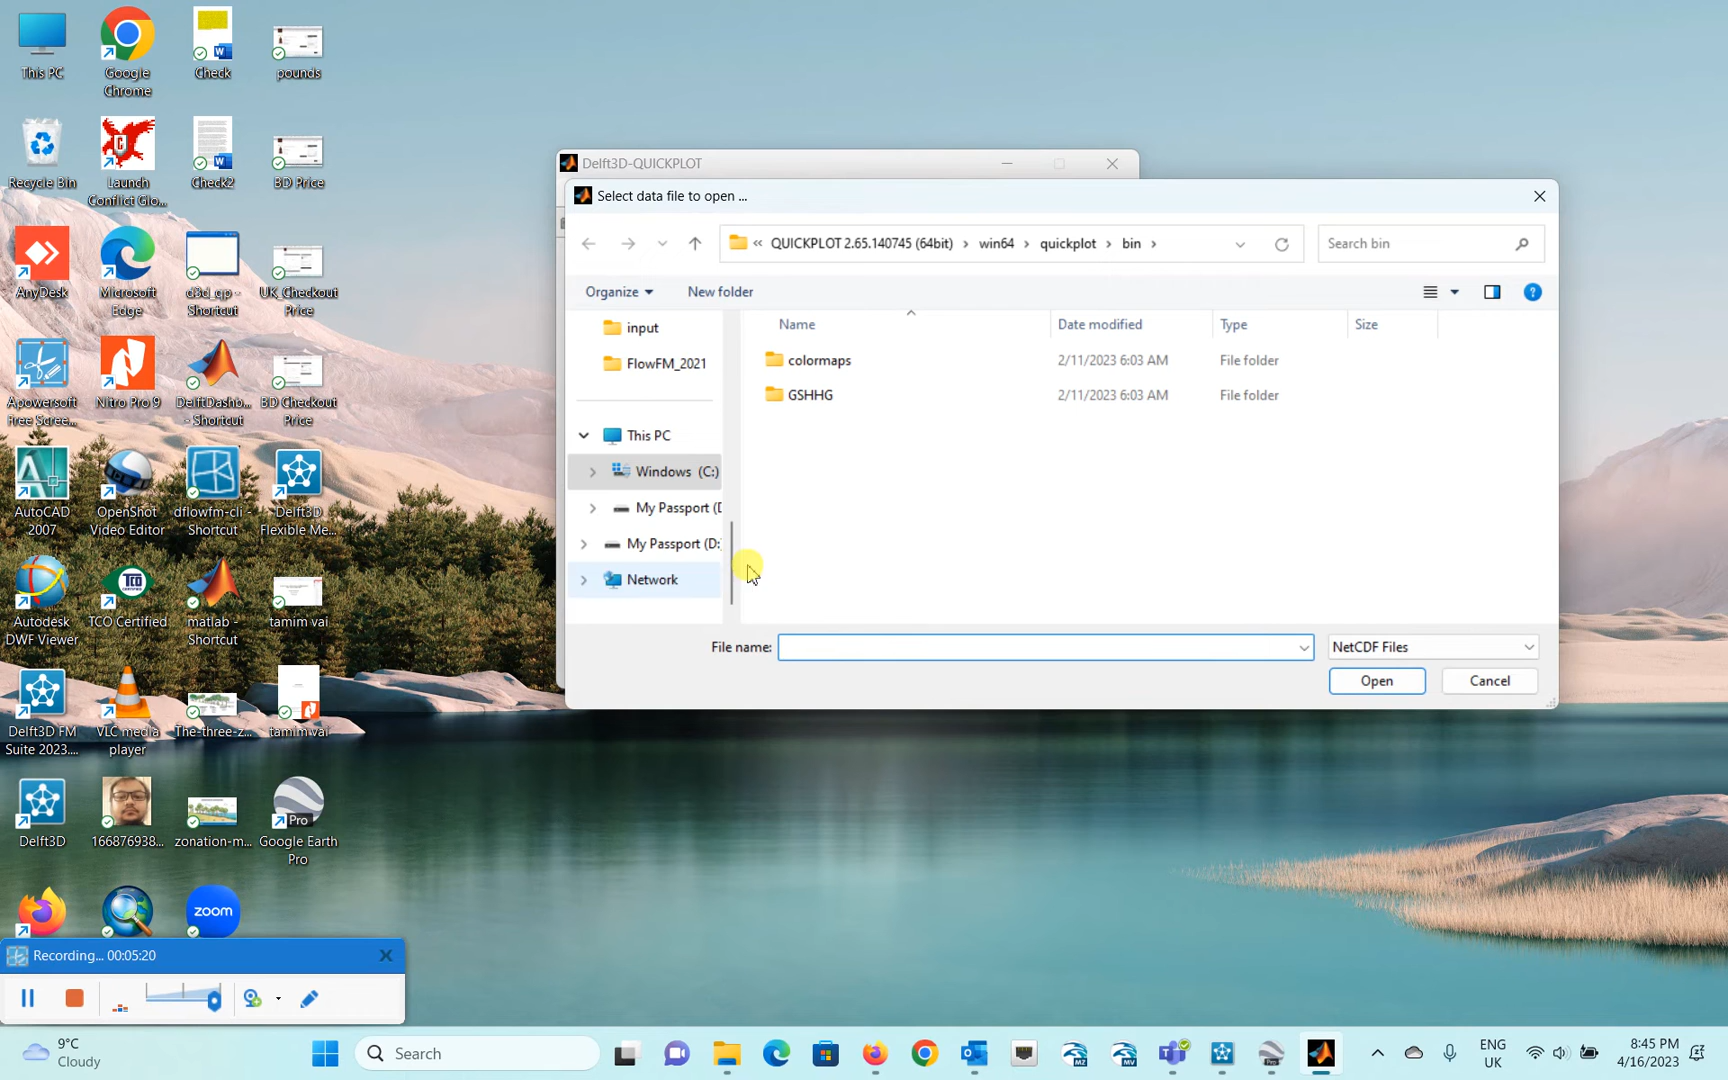 This PC
Google Chrome
Check
pounds
Recycle Bin
Launch Conflict Glo...
Check2
BD Price
AnyDesk
Microsoft Edge
d3d_qp - Shortcut
UK_Checkout Price
Apowersoft Free Scree...
Nitro Pro 9
DelftDashb... - Shortcut
BD Checkout Price
AutoCAD 2007
OpenShot Video Editor
dflowfm-cli - Shortcut
Delft3D Flexible Me...
Autodesk DWF Viewer
TCO Certified
matlab - Shortcut
tamim vai
Delft3D FM Suite 2023....
VLC media player
The-three-z...
tamim vai
Delft3D
166876938...
zonation-m...
Google Earth Pro
zoom
Delft3D-QUICKPLOT
Select data file to open ...
« QUICKPLOT 2.65.140745 (64bit) › win64 › quickplot › bin ›
Search bin
Organize
New folder
input
FlowFM_2021
This PC
Windows (C:)
My Passport (D
My Passport (D:
Network
Name Date modified Type Size
colormaps 2/11/2023 6:03 AM File folder
GSHHG 2/11/2023 6:03 AM File folder
File name:
NetCDF Files
Open
Cancel
Recording... 00:05:20
9°C
Cloudy
Search
ENG
UK
8:45 PM
4/16/2023